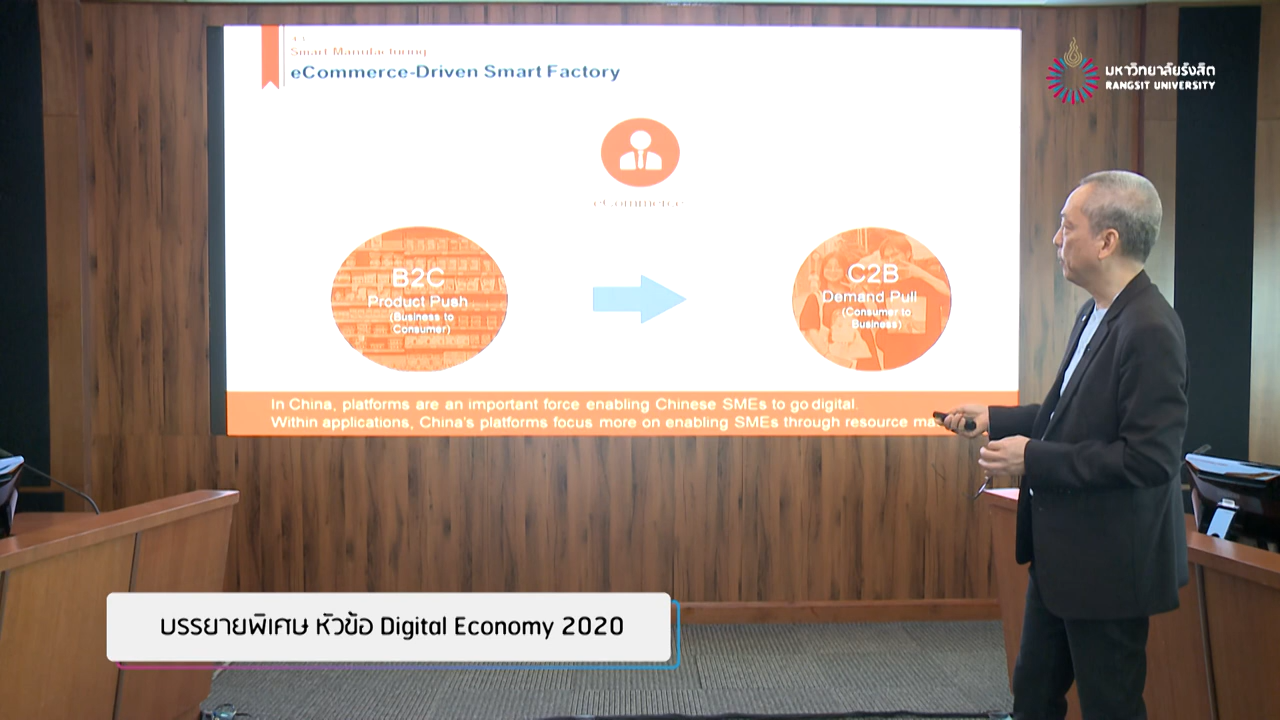 Smart Manufacturing
eCommerce-Driven Smart Factory
มหาวิทยาลัยรังสิต
RANGSIT UNIVERSITY
eCommerce
B2C
Product Push
(Business to
Consumer)
C2B
Demand Pull
(Consumer to
Business)
In China, platforms are an important force enabling Chinese SMEs to go digital.
Within applications, China's platforms focus more on enabling SMEs through resource
บรรยายพิเศษ หัวข้อ Digital Economy 2020